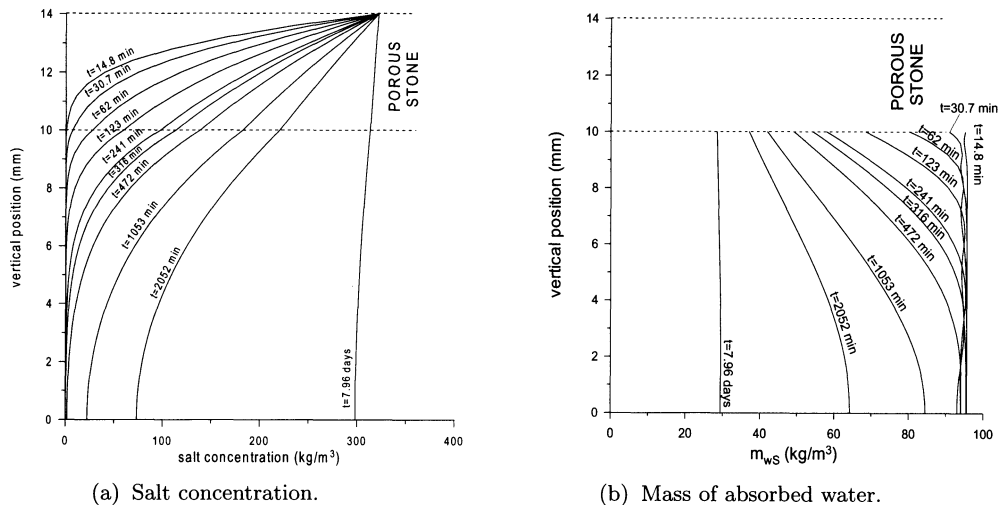 14
12
10
8
6
4
2
0
vertical position (mm)
t=14.8 min
t=30.7 min
t=62 min
t=123 min
t=241 min
t=316 min
t=472 min
t=1053 min
t=2052 min
t=7.96 days
POROUS
STONE
0 100 200 300 400
salt concentration (kg/m³)
(a) Salt concentration.
14
12
10
8
6
4
2
0
vertical position (mm)
POROUS
STONE
t=30.7 min
t=14.8 min
t=62 min
t=123 min
t=241 min
t=316 min
t=472 min
t=1053 min
t=2052 min
t=7.96 days
0 20 40 60 80 100
m_wS (kg/m³)
(b) Mass of absorbed water.